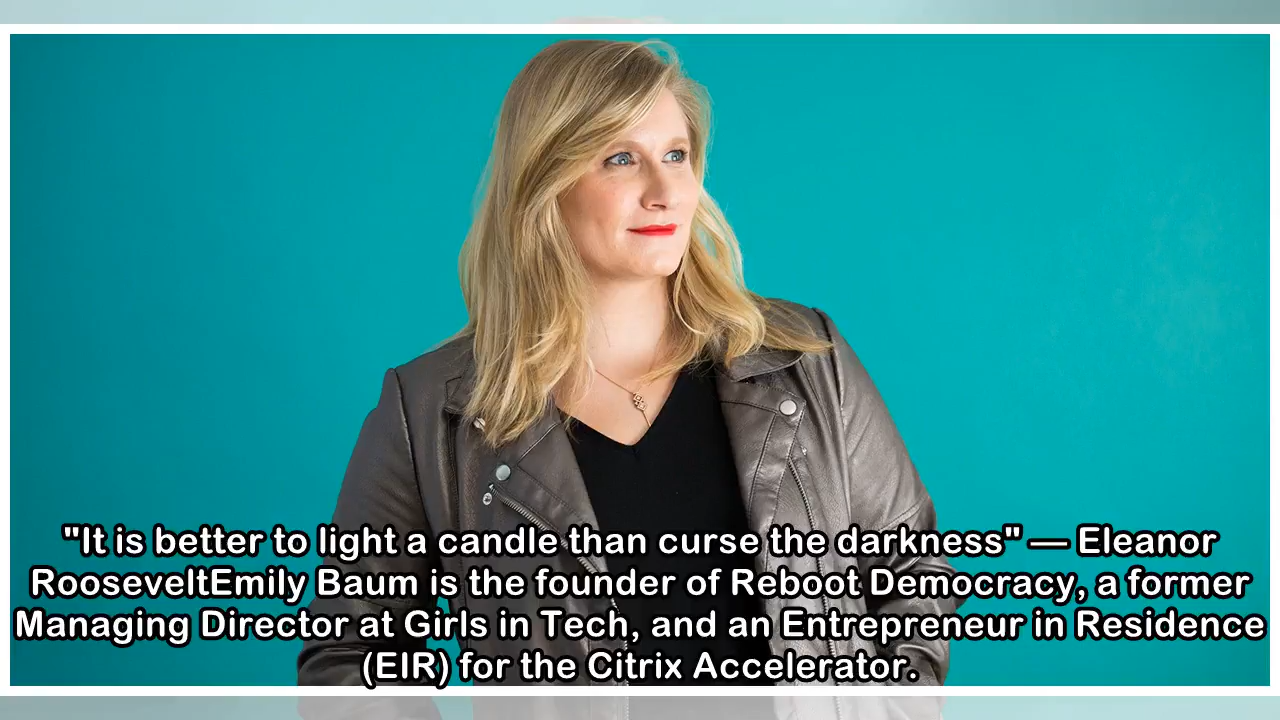 "It is better to light a candle than curse the darkness" — Eleanor
RooseveltEmily Baum is the founder of Reboot Democracy, a former
Managing Director at Girls in Tech, and an Entrepreneur in Residence
(EIR) for the Citrix Accelerator.